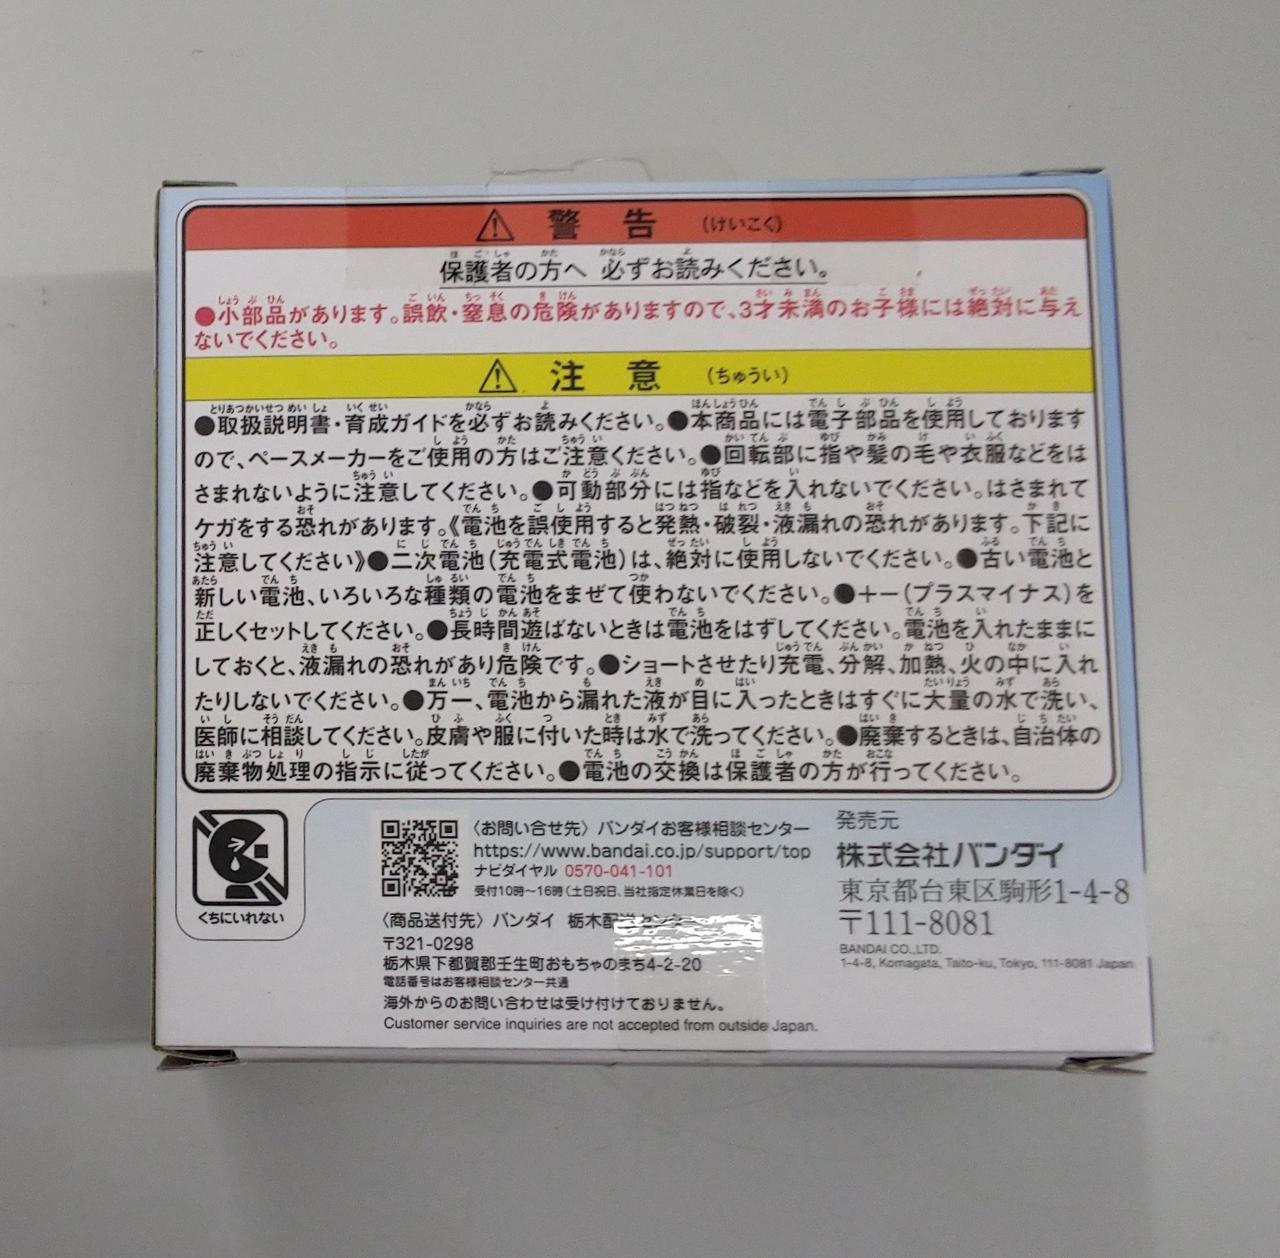 警告 (けいこく)
保護者の方へ 必ずお読みください。
●小部品があります。誤飲・窒息の危険がありますので、3才未満のお子様には絶対に与え
ないでください。
注意 (ちゅうい)
●取扱説明書・育成ガイドを必ずお読みください。●本商品には電子部品を使用しております
ので、ペースメーカーをご使用の方はご注意ください。●回転部に指や髪の毛や衣服などをは
さまれないように注意してください。●可動部分には指などを入れないでください。はさまれて
ケガをする恐れがあります。《電池を誤使用すると発熱・破裂・液漏れの恐れがあります。下記に
注意してください》●二次電池(充電式電池)は、絶対に使用しないでください。●古い電池と
新しい電池、いろいろな種類の電池をまぜて使わないでください。●+-(プラスマイナス)を
正しくセットしてください。●長時間遊ばないときは電池をはずしてください。電池を入れたままに
しておくと、液漏れの恐れがあり危険です。●ショートさせたり充電、分解、加熱、火の中に入れ
たりしないでください。●万一、電池から漏れた液が目に入ったときはすぐに大量の水で洗い、
医師に相談してください。皮膚や服に付いた時は水で洗ってください。●廃棄するときは、自治体の
廃棄物処理の指示に従ってください。●電池の交換は保護者の方が行ってください。
くちにいれない
〈お問い合せ先〉バンダイお客様相談センター
https://www.bandai.co.jp/support/top
ナビダイヤル 0570-041-101
受付10時~16時(土日祝日、当社指定休業日を除く)
〈商品送付先〉バンダイ 栃木配送センター
〒321-0298
栃木県下都賀郡壬生町おもちゃのまち4-2-20
電話番号はお客様相談センター共通
海外からのお問い合わせは受け付けておりません。
Customer service inquiries are not accepted from outside Japan.
発売元
株式会社バンダイ
東京都台東区駒形1-4-8
〒111-8081
BANDAI CO.,LTD.
1-4-8, Komagata, Taito-ku, Tokyo, 111-8081 Japan